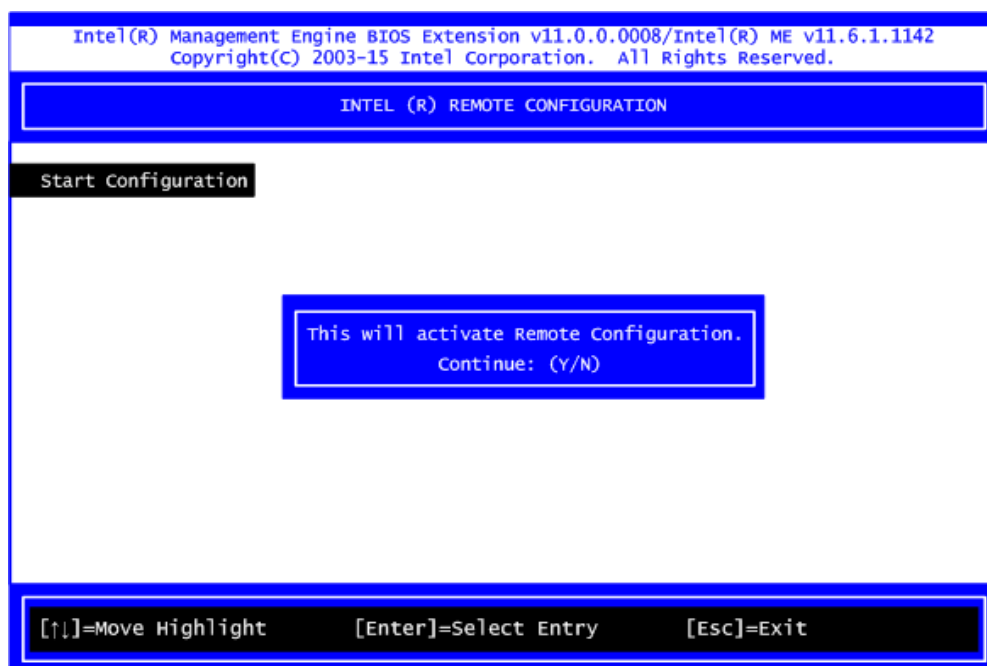 Intel(R) Management Engine BIOS Extension v11.0.0.0008/Intel(R) ME v11.6.1.1142
Copyright(C) 2003-15 Intel Corporation. All Rights Reserved.
INTEL (R) REMOTE CONFIGURATION
Start Configuration
This will activate Remote Configuration.
Continue: (Y/N)
[↑↓]=Move Highlight [Enter]=Select Entry [Esc]=Exit